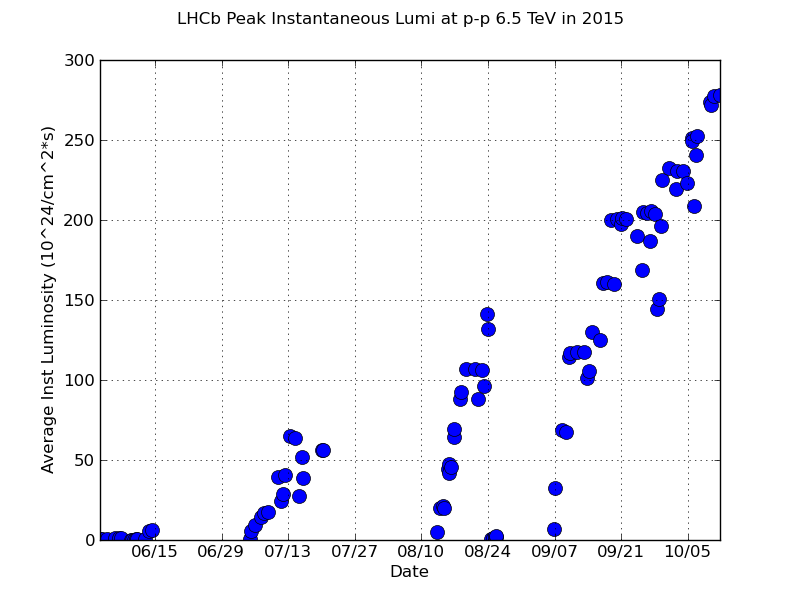 LHCb Peak Instantaneous Lumi at p-p 6.5 TeV in 2015
300
250
200
150
100
50
0
Average Inst Luminosity (10^24/cm^2*s)
06/15 06/29 07/13 07/27 08/10 08/24 09/07 09/21 10/05
Date